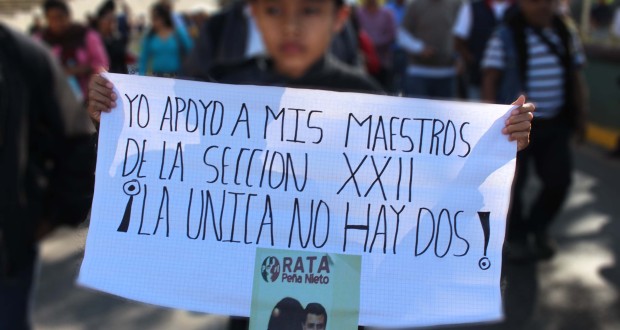 YO APOYO A MIS MAESTROS
DE LA SECCION XXII
¡LA UNICA NO HAY DOS!
RATA
Peña Nieto